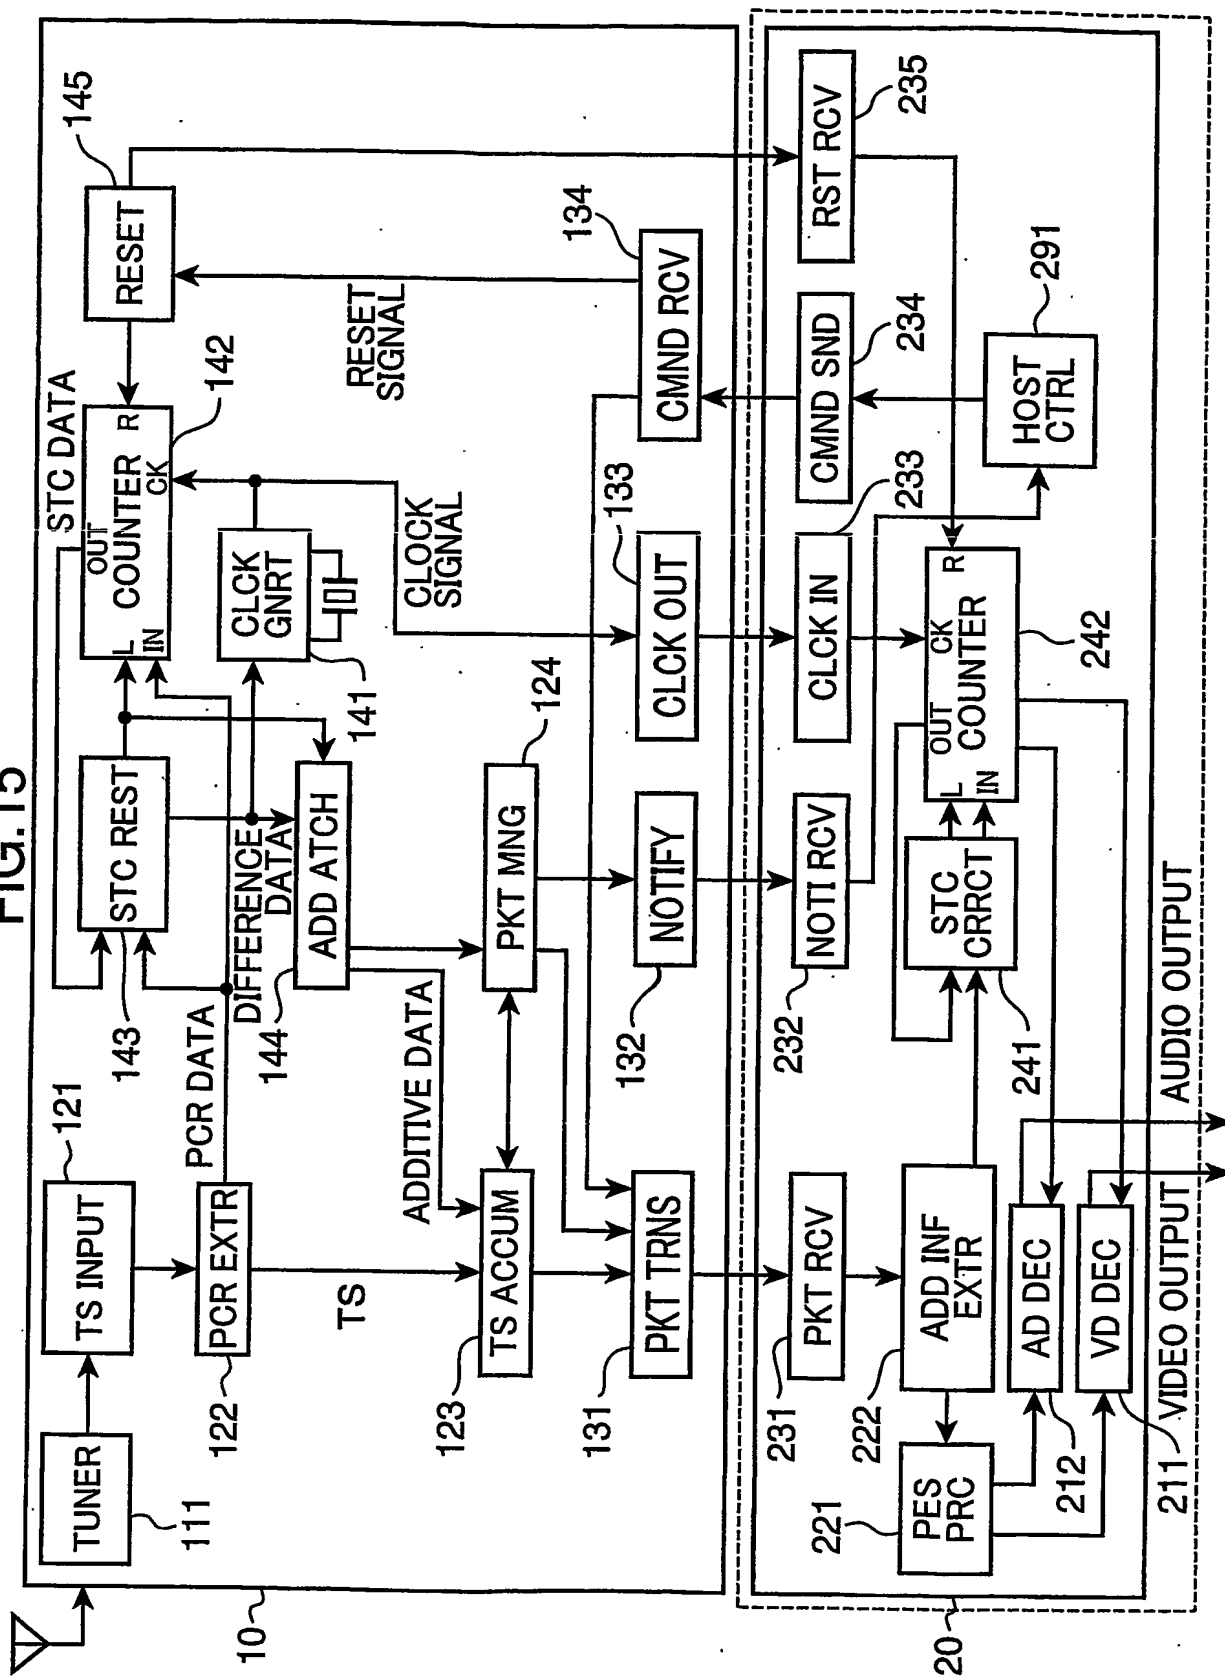 FIG.15
TUNER
111
TS INPUT
121
PCR EXTR
122
PCR DATA
TS
STC REST
143
STC DATA
OUT
L
COUNTER
R
IN
CK
142
RESET
145
CLCK
GNRT
141
DIFFERENCE
DATA
ADD ATCH
144
ADDITIVE DATA
CLOCK
SIGNAL
RESET
SIGNAL
TS ACCUM
123
PKT MNG
124
PKT TRNS
131
NOTIFY
132
CLCK OUT
133
CMND RCV
134
10
PKT RCV
231
NOTI RCV
232
CLCK IN
233
CMND SND
234
RST RCV
235
ADD INF
EXTR
222
PES
PRC
221
STC
CRRCT
241
OUT
CK
R
L
COUNTER
IN
242
HOST
CTRL
291
AD DEC
212
VD DEC
211
VIDEO OUTPUT
AUDIO OUTPUT
20